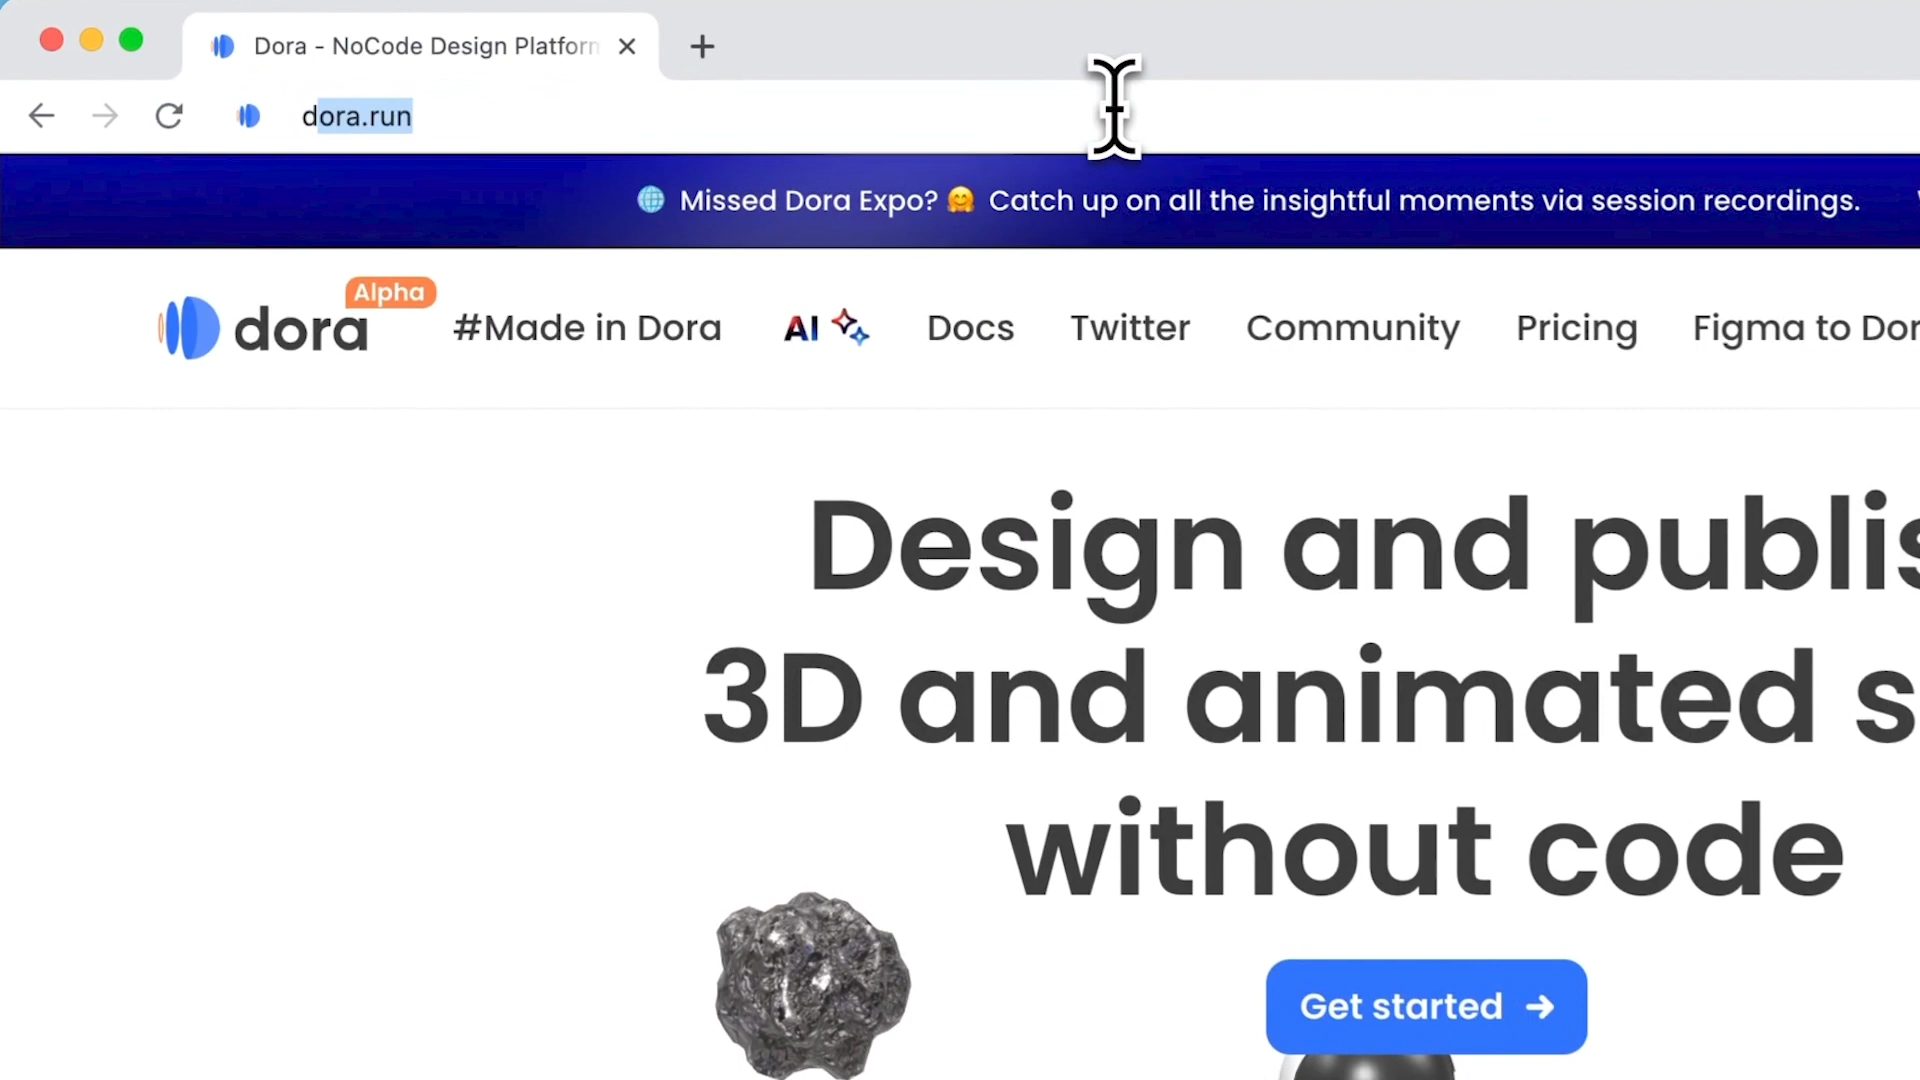 Dora - NoCode Design Platform
dora.run
Missed Dora Expo? 🤗 Catch up on all the insightful moments via session recordings.
Alpha
dora #Made in Dora AI Docs Twitter Community Pricing Figma to Dor
Design and publis
3D and animated s
without code
Get started →